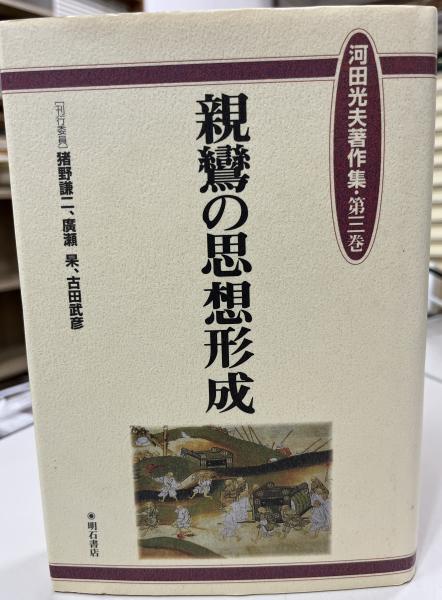 河田光夫著作集・第三巻
親鸞の思想形成
[刊行委員]猪野謙二、廣瀬 杲、古田武彦
◉明石書店